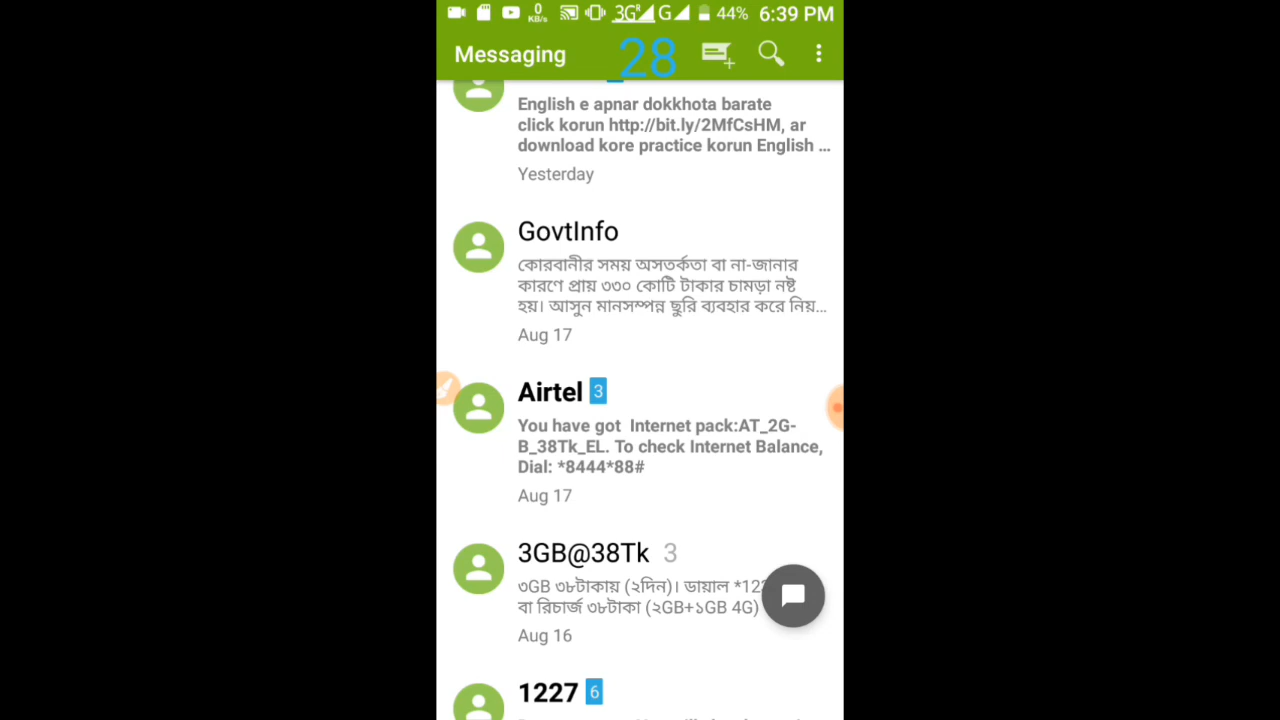 0
KB/s
3G R G 44% 6:39 PM
Messaging 28
English e apnar dokkhota barate
click korun http://bit.ly/2MfCsHM, ar
download kore practice korun English ...
Yesterday
GovtInfo
কোরবানীর সময় অসতর্কতা বা না-জানার
কারণে প্রায় ৩৩০ কোটি টাকার চামড়া নষ্ট
হয়। আসুন মানসম্পন্ন ছুরি ব্যবহার করে নিয়...
Aug 17
Airtel 3
You have got Internet pack:AT_2G-
B_38Tk_EL. To check Internet Balance,
Dial: *8444*88#
Aug 17
3GB@38Tk 3
৩GB ৩৮টাকায় (২দিন)। ডায়াল *12
বা রিচার্জ ৩৮টাকা (২GB+১GB 4G)
Aug 16
1227 6